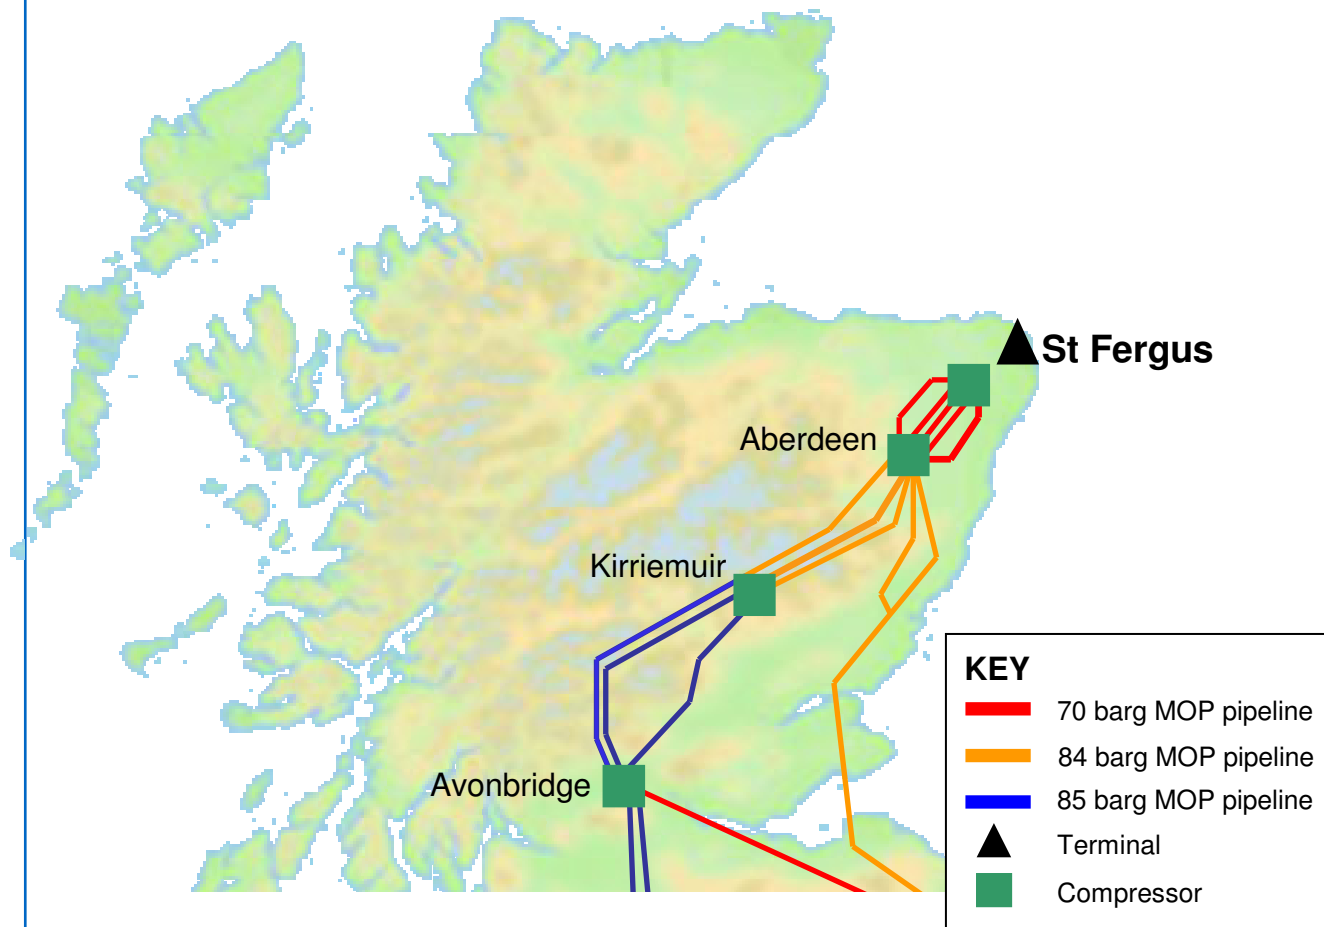 St Fergus
Aberdeen
Kirriemuir
Avonbridge
KEY
70 barg MOP pipeline
84 barg MOP pipeline
85 barg MOP pipeline
Terminal
Compressor